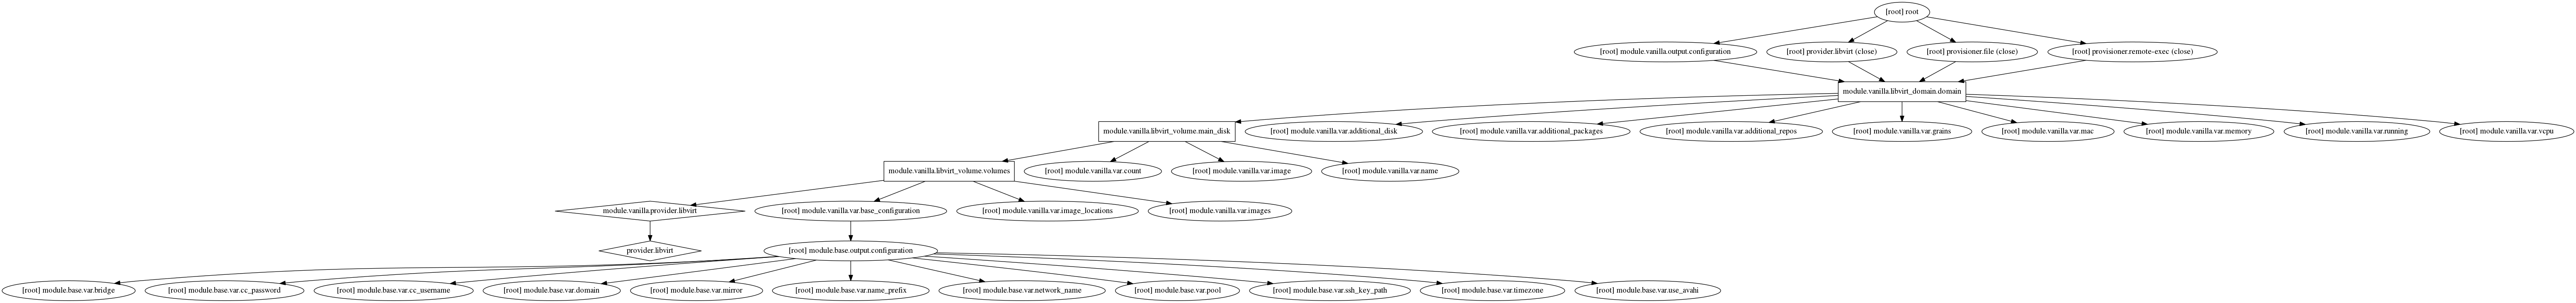 [root] root
[root] module.vanilla.output.configuration
[root] provider.libvirt (close)
[root] provisioner.file (close)
[root] provisioner.remote-exec (close)
module.vanilla.libvirt_domain.domain
module.vanilla.libvirt_volume.main_disk
[root] module.vanilla.var.additional_disk
[root] module.vanilla.var.additional_packages
[root] module.vanilla.var.additional_repos
[root] module.vanilla.var.grains
[root] module.vanilla.var.mac
[root] module.vanilla.var.memory
[root] module.vanilla.var.running
[root] module.vanilla.var.vcpu
module.vanilla.libvirt_volume.volumes
[root] module.vanilla.var.count
[root] module.vanilla.var.image
[root] module.vanilla.var.name
module.vanilla.provider.libvirt
[root] module.vanilla.var.base_configuration
[root] module.vanilla.var.image_locations
[root] module.vanilla.var.images
provider.libvirt
[root] module.base.output.configuration
[root] module.base.var.bridge
[root] module.base.var.cc_password
[root] module.base.var.cc_username
[root] module.base.var.domain
[root] module.base.var.mirror
[root] module.base.var.name_prefix
[root] module.base.var.network_name
[root] module.base.var.pool
[root] module.base.var.ssh_key_path
[root] module.base.var.timezone
[root] module.base.var.use_avahi